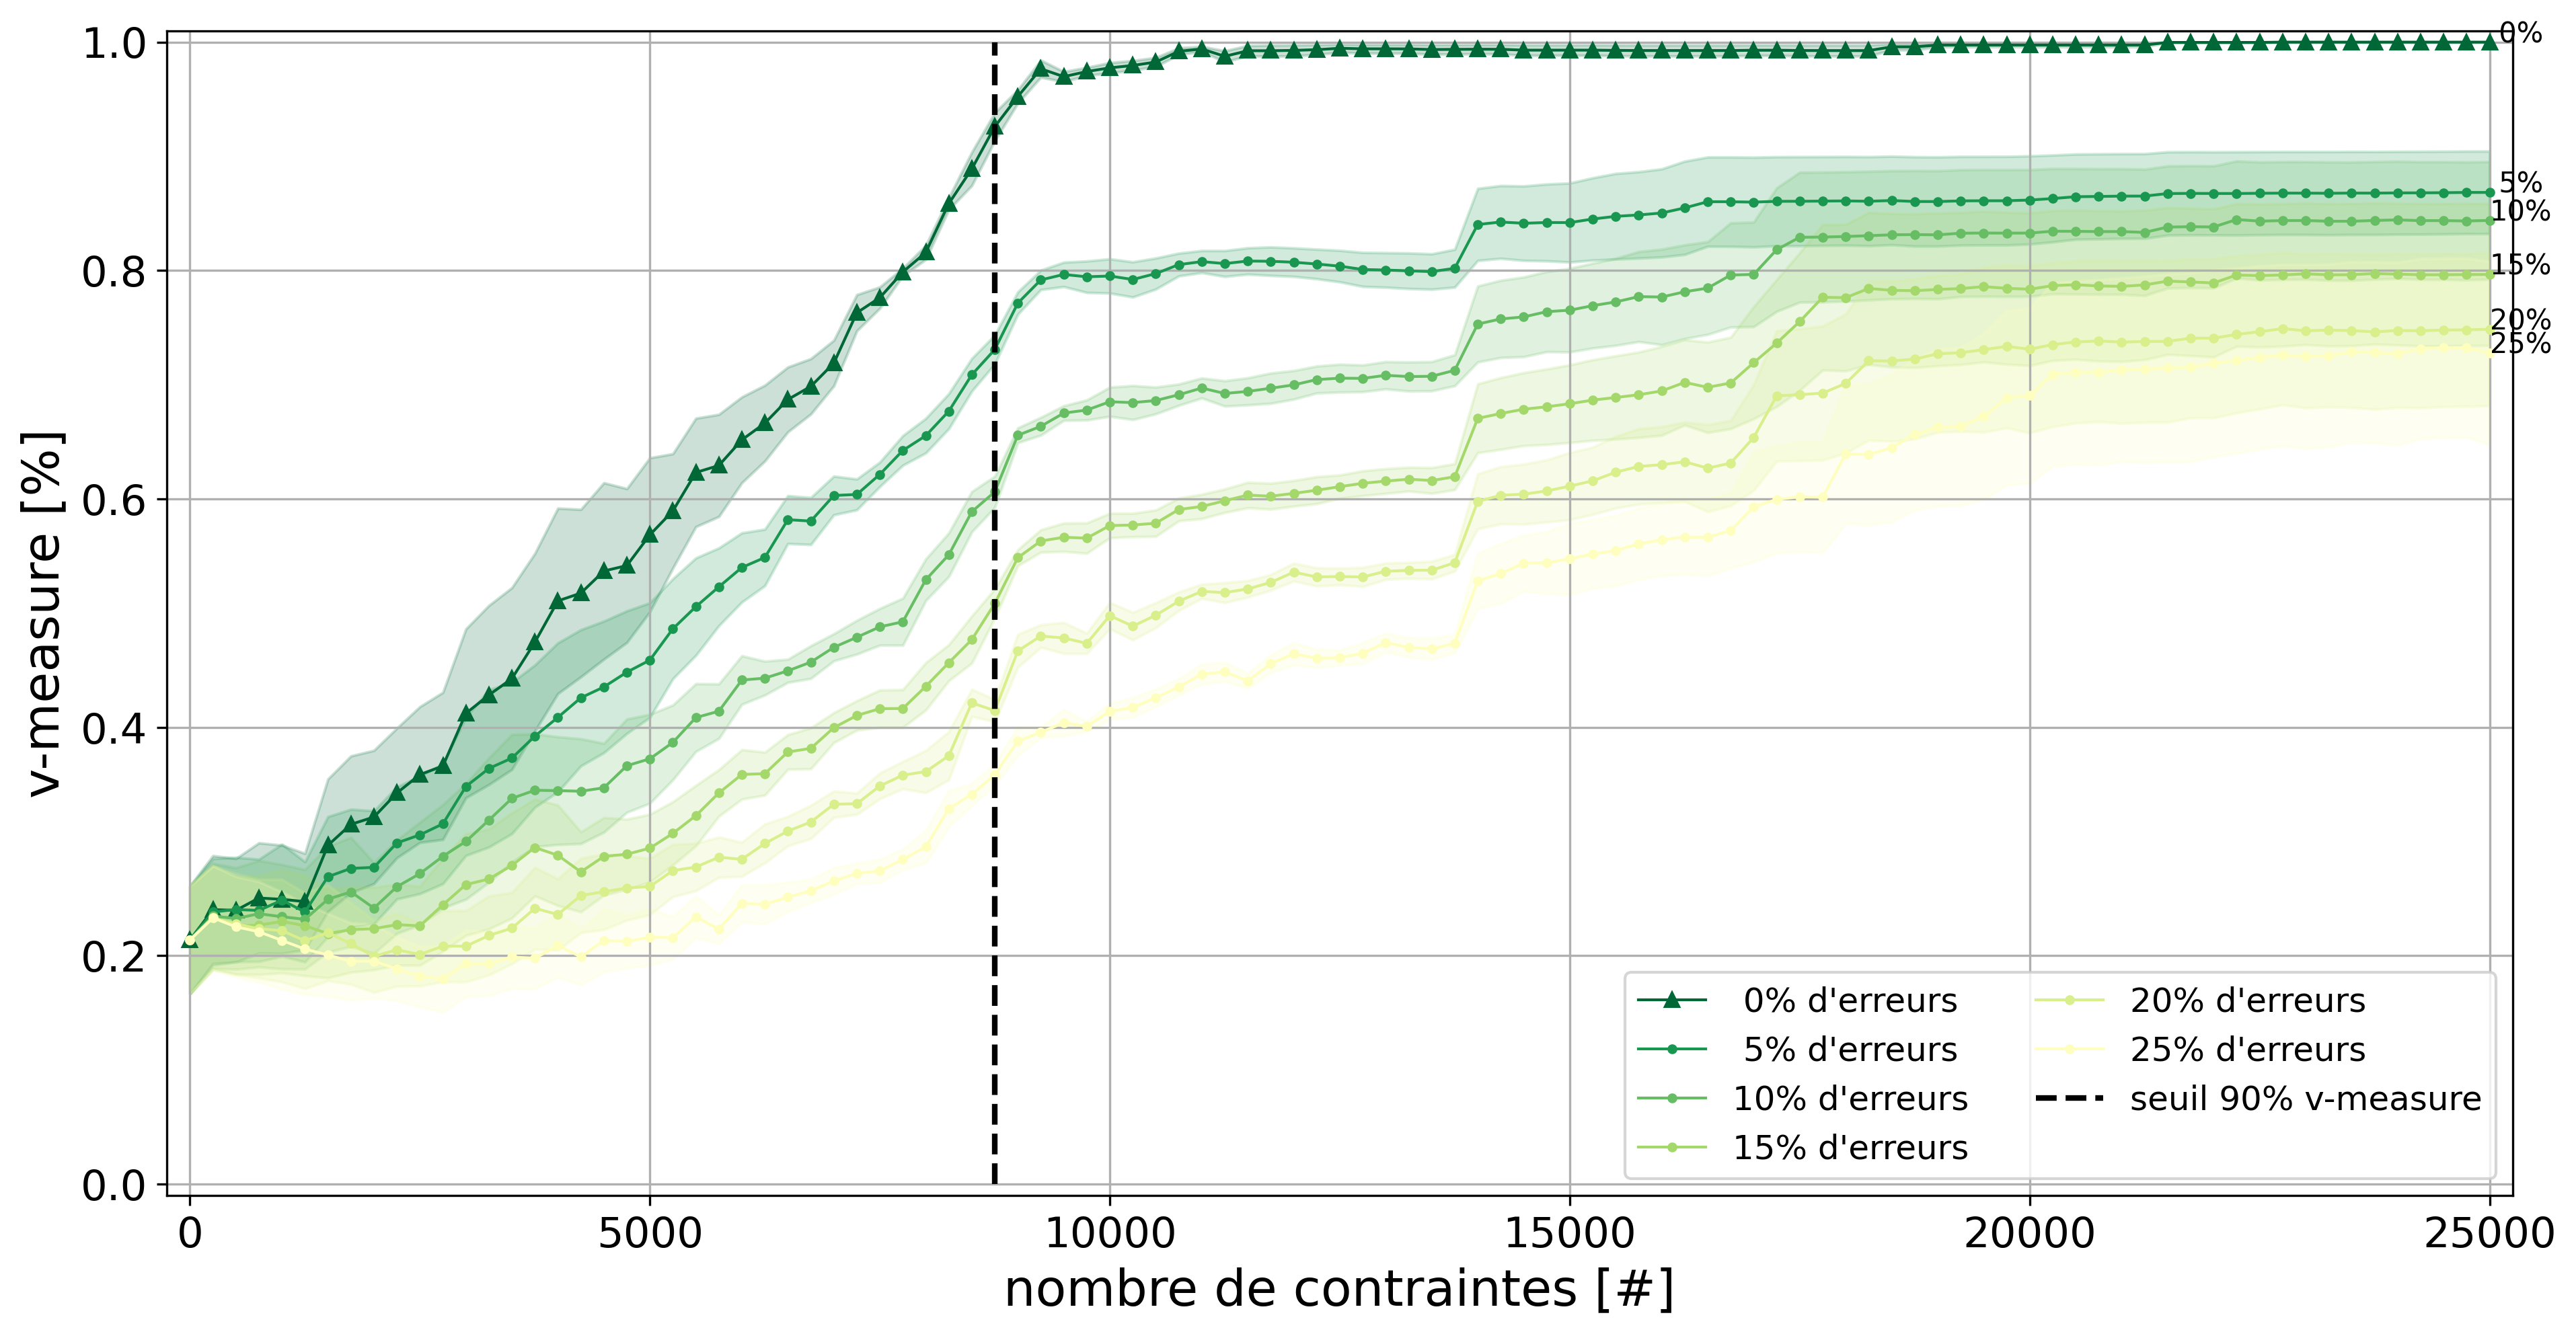 1.0
0.8
0.6
0.4
0.2
0.0
v-measure [%]
0%
5%
10%
15%
20%
25%
0% d'erreurs
5% d'erreurs
10% d'erreurs
15% d'erreurs
20% d'erreurs
25% d'erreurs
seuil 90% v-measure
0
5000
10000
15000
20000
25000
nombre de contraintes [#]